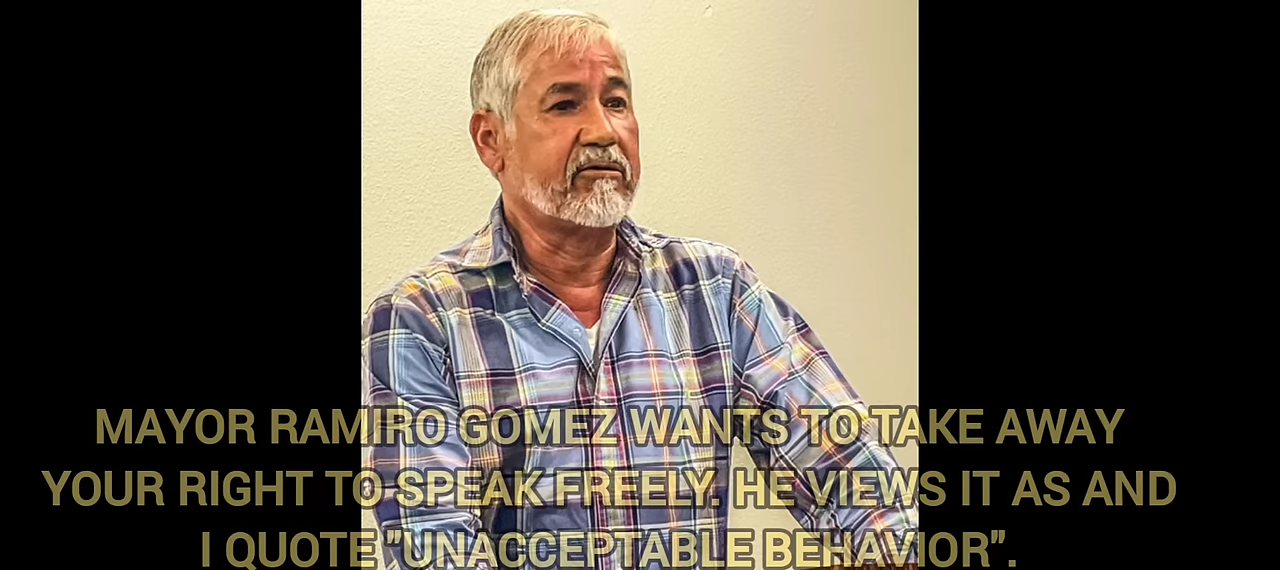 MAYOR RAMIRO GOMEZ WANTS TO TAKE AWAY
YOUR RIGHT TO SPEAK FREELY. HE VIEWS IT AS AND
I QUOTE "UNACCEPTABLE BEHAVIOR".